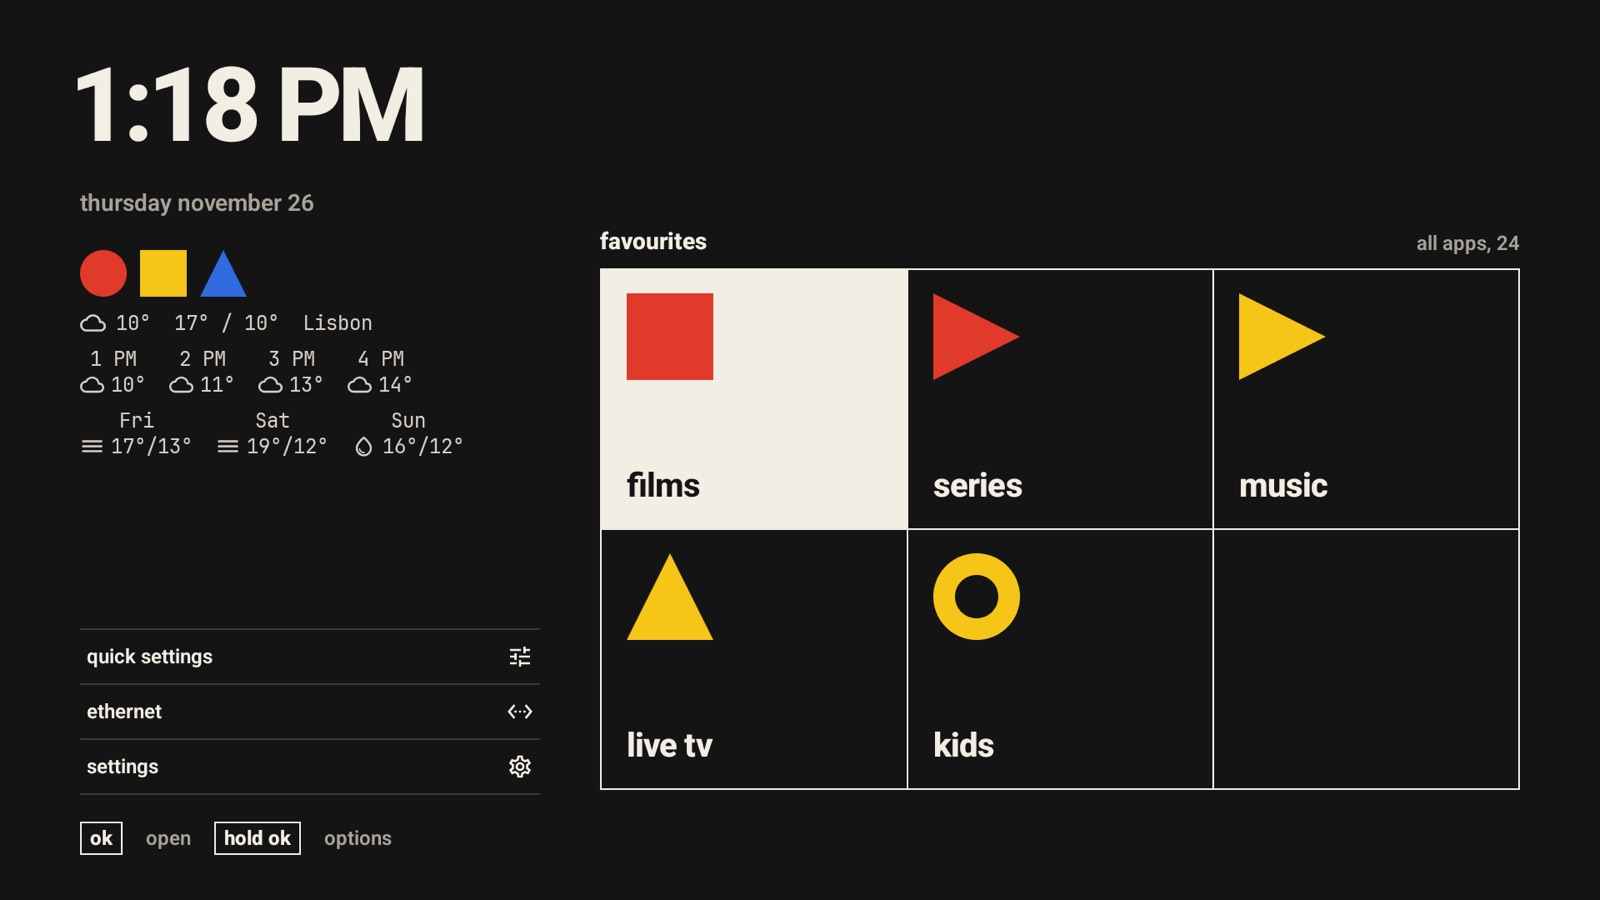 1:18 PM
thursday november 26
10° 17° / 10° Lisbon
1 PM 2 PM 3 PM 4 PM
10° 11° 13° 14°
Fri Sat Sun
17°/13° 19°/12° 16°/12°
quick settings
ethernet
settings
ok open hold ok options
favourites
all apps, 24
films
series
music
live tv
kids